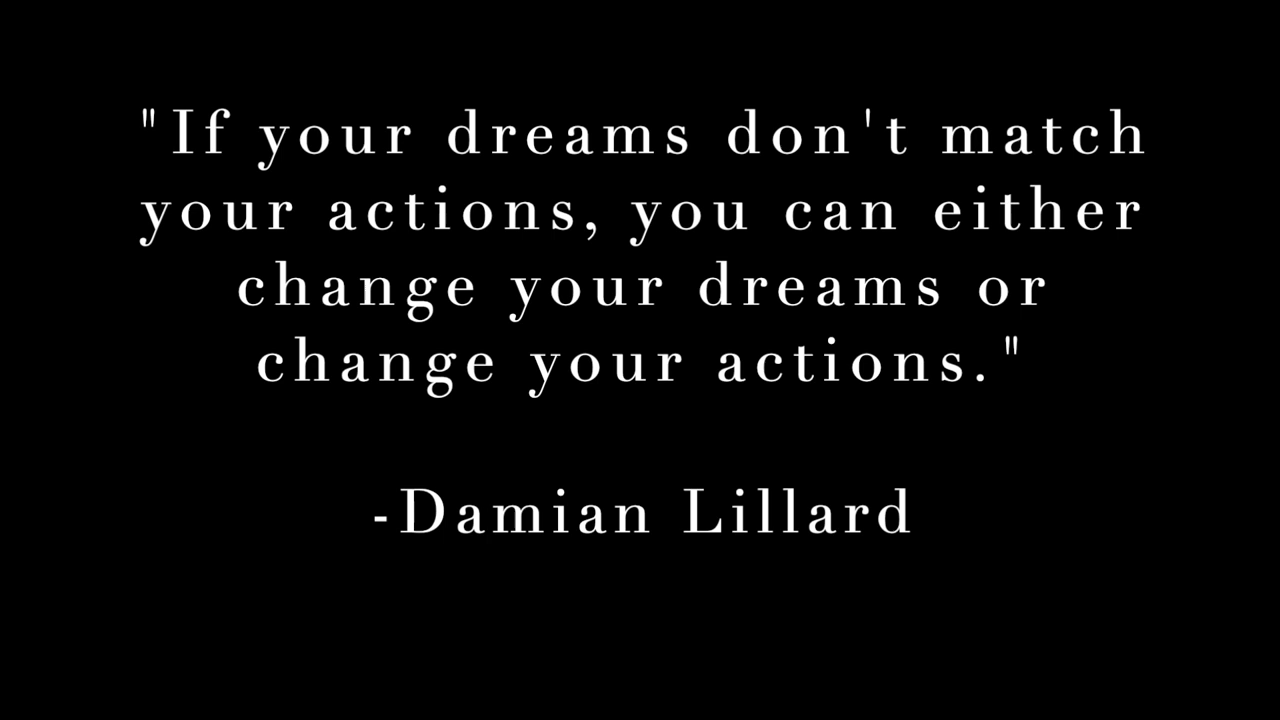 "If your dreams don't match
your actions, you can either
change your dreams or
change your actions."
-Damian Lillard